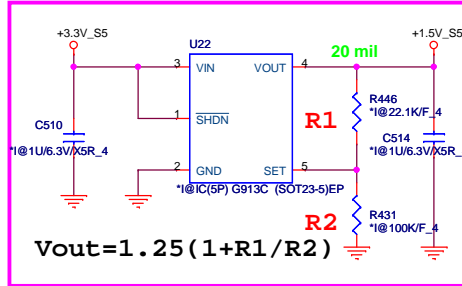 +3.3V_S5
+1.5V_S5
U22
20 mil
3
VIN
VOUT
4
R446
*I@22.1K/F_4
R1
C510
*I@1U/6.3V/X5R_4
1
SHDN
C514
*I@1U/6.3V/X5R_4
2
GND
SET
5
*I@IC(5P) G913C (SOT23-5)EP
R2
R431
*I@100K/F_4
Vout=1.25(1+R1/R2)